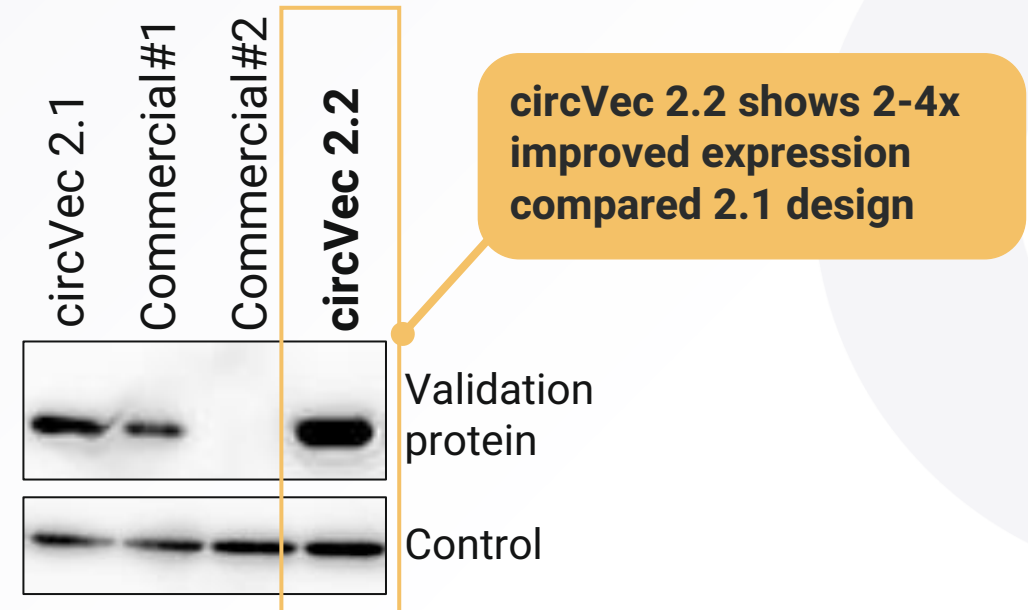 circVec 2.1
Commercial#1
Commercial#2
circVec 2.2
circVec 2.2 shows 2-4x
improved expression
compared 2.1 design
Validation
protein
Control